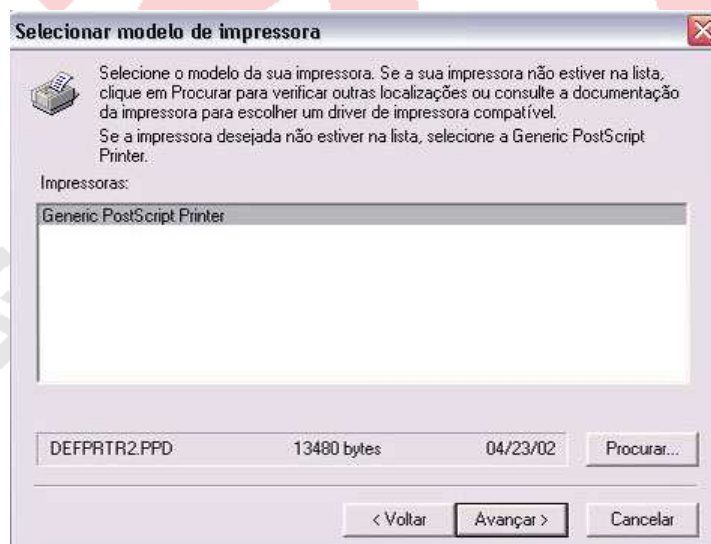 Selecionar modelo de impressora
Selecione o modelo da sua impressora. Se a sua impressora não estiver na lista,
clique em Procurar para verificar outras localizações ou consulte a documentação
da impressora para escolher um driver de impressora compatível.
Se a impressora desejada não estiver na lista, selecione a Generic PostScript
Printer.
Impressoras:
Generic PostScript Printer
DEFPRTR2.PPD 13480 bytes 04/23/02 Procurar...
< Voltar Avançar > Cancelar